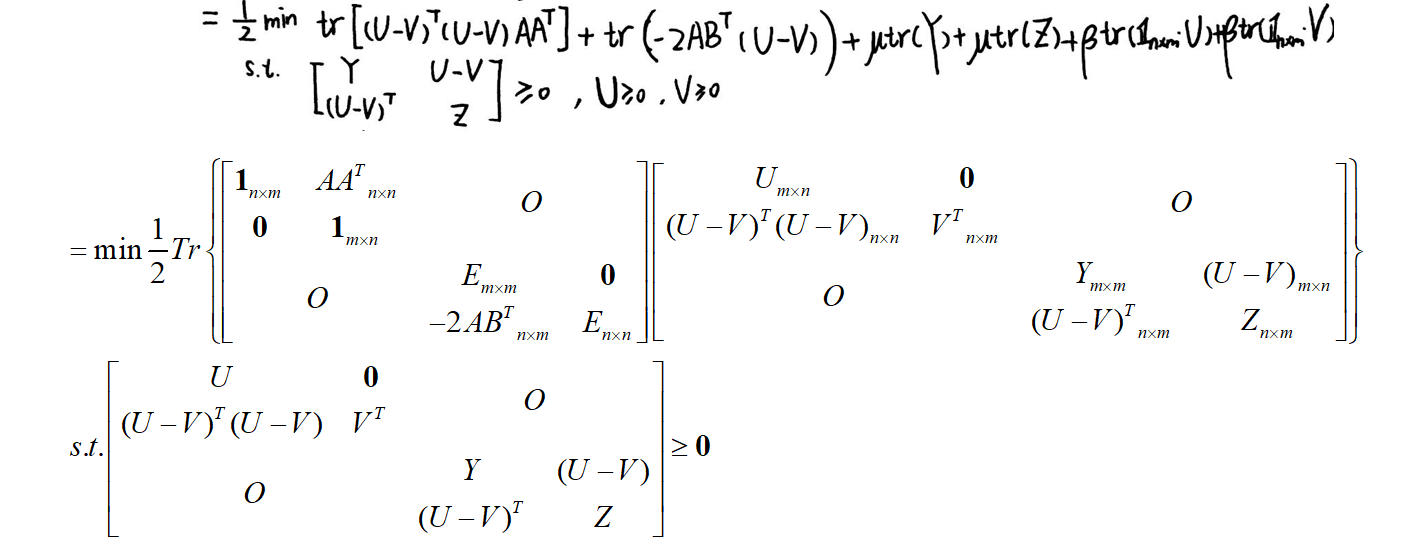 = 1/2 min tr[(U-V)^T(U-V)AA^T] + tr(-2AB^T(U-V)) + μtr(Y) + μtr(Z) + βtr(1_{n×m}·U) + βtr(1_{n×m}·V)
s.t. [Y U-V; (U-V)^T Z] ≥ 0 , U≥0 . V≥0
= min 1/2 Tr{[1_{n×m} AA^T_{n×n} O; 0 1_{m×n}; O E_{m×m} 0; -2AB^T_{n×m} E_{n×n}][U_{m×n} 0 O; (U-V)^T(U-V)_{n×n} V^T_{n×m}; O Y_{m×m} (U-V)_{m×n}; (U-V)^T_{n×m} Z_{n×m}]}
s.t. [U 0 O; (U-V)^T(U-V) V^T; O Y (U-V); (U-V)^T Z] ≥ 0